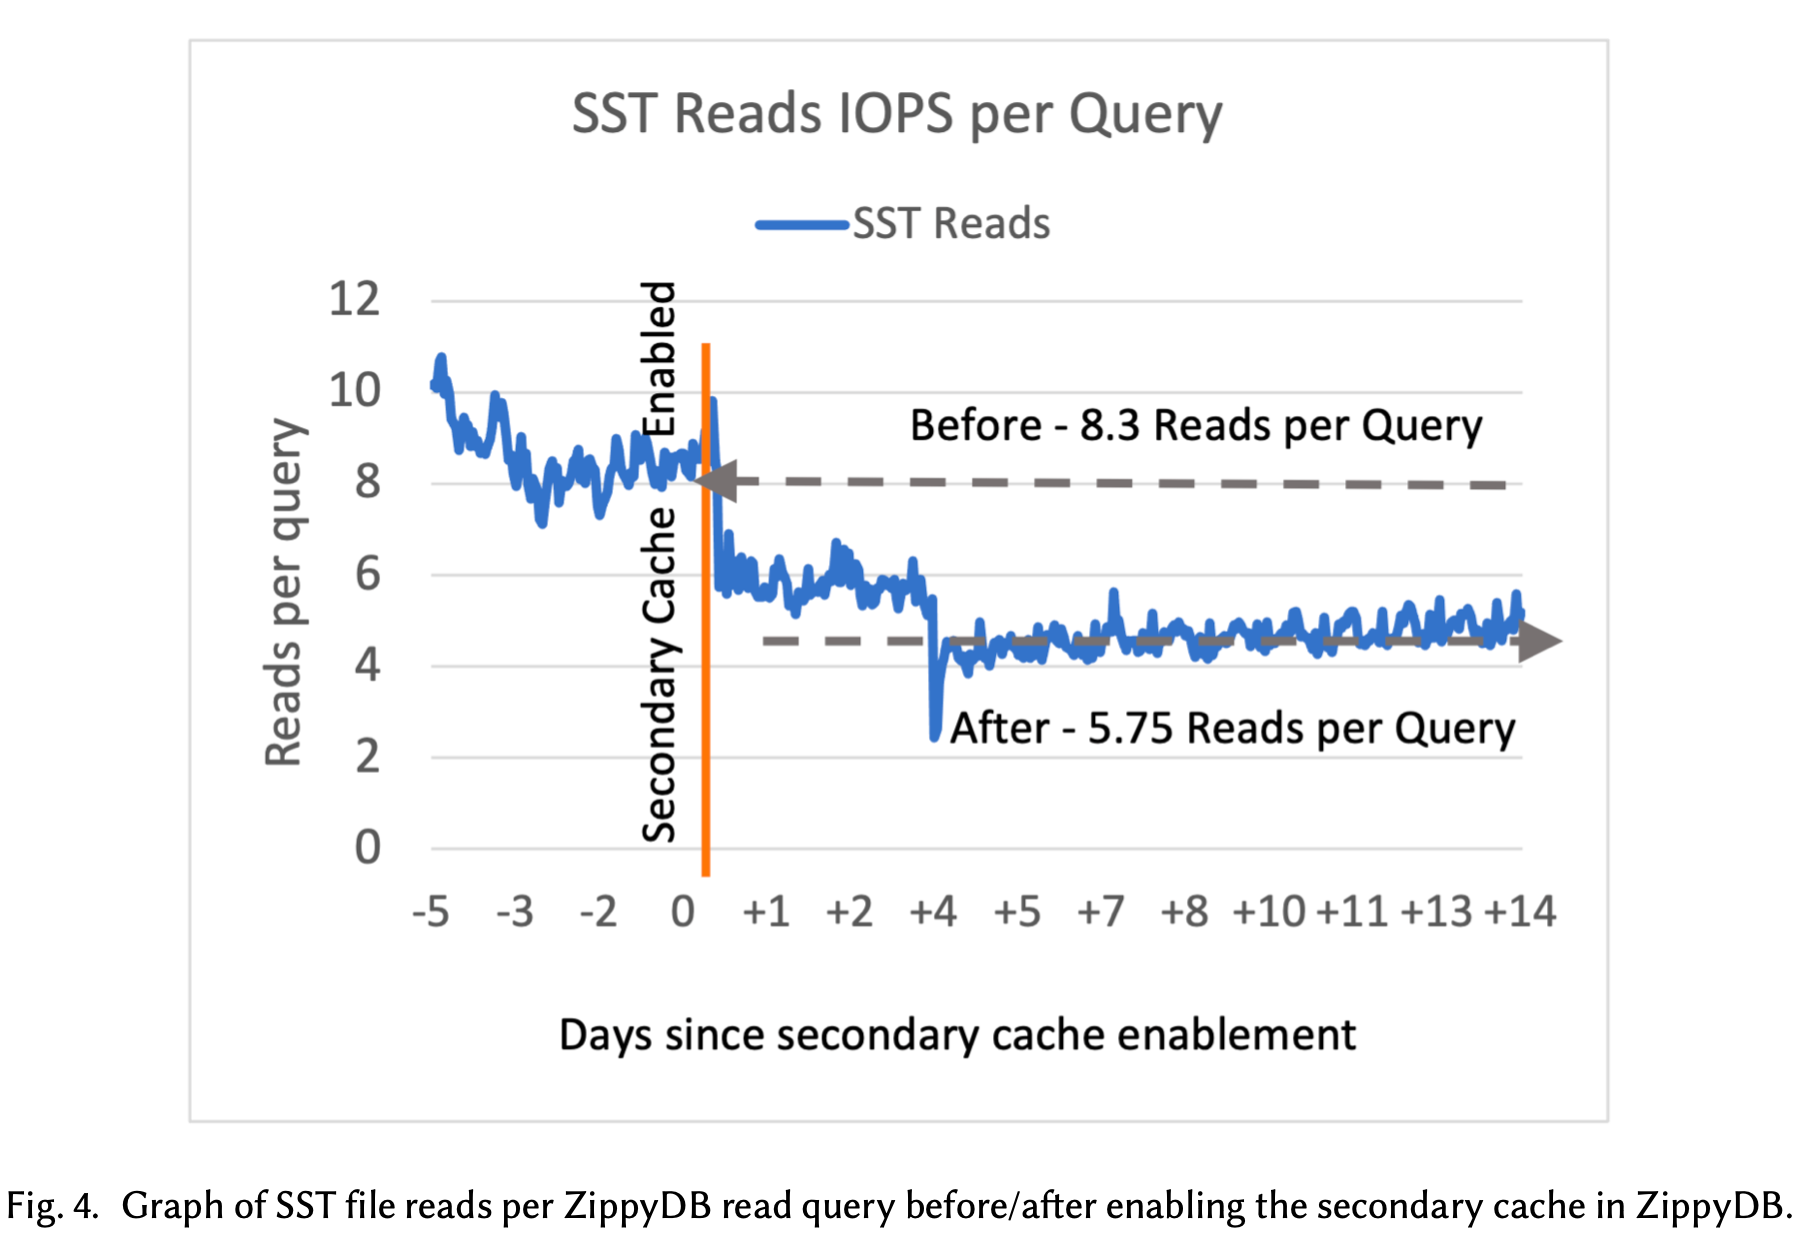 SST Reads IOPS per Query
SST Reads
12
10
8
6
4
2
0
Reads per query
Secondary Cache Enabled
Before - 8.3 Reads per Query
After - 5.75 Reads per Query
-5 -3 -2 0 +1 +2 +4 +5 +7 +8 +10 +11 +13 +14
Days since secondary cache enablement
Fig. 4. Graph of SST file reads per ZippyDB read query before/after enabling the secondary cache in ZippyDB.